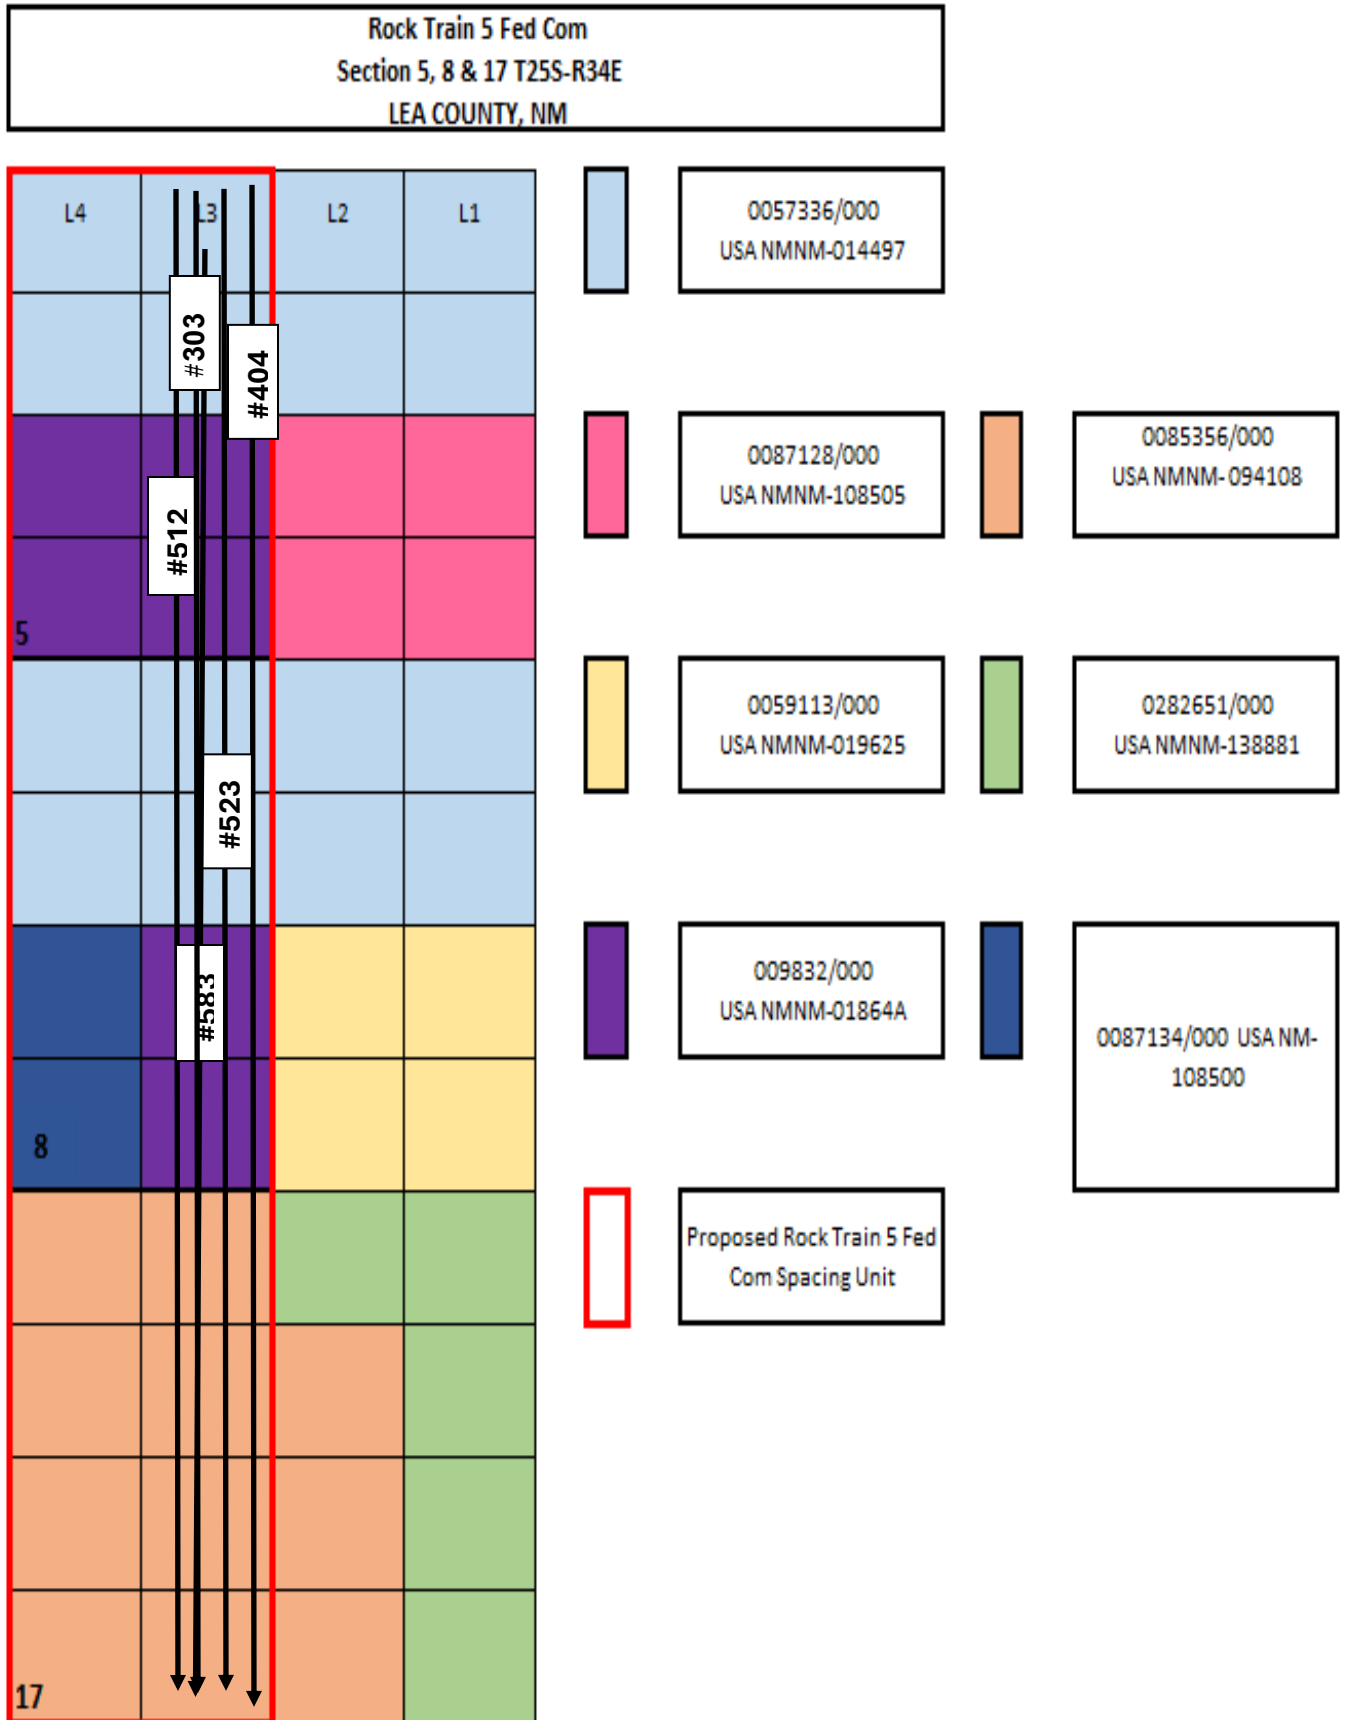 Rock Train 5 Fed Com
Section 5, 8 & 17 T25S-R34E
LEA COUNTY, NM
L4
L3
L2
L1
0057336/000
USA NMNM-014497
#303
#404
0087128/000
USA NMNM-108505
0085356/000
USA NMNM- 094108
#512
5
0059113/000
USA NMNM-019625
0282651/000
USA NMNM-138881
#523
009832/000
USA NMNM-01864A
0087134/000 USA NM-
108500
#583
8
Proposed Rock Train 5 Fed
Com Spacing Unit
17